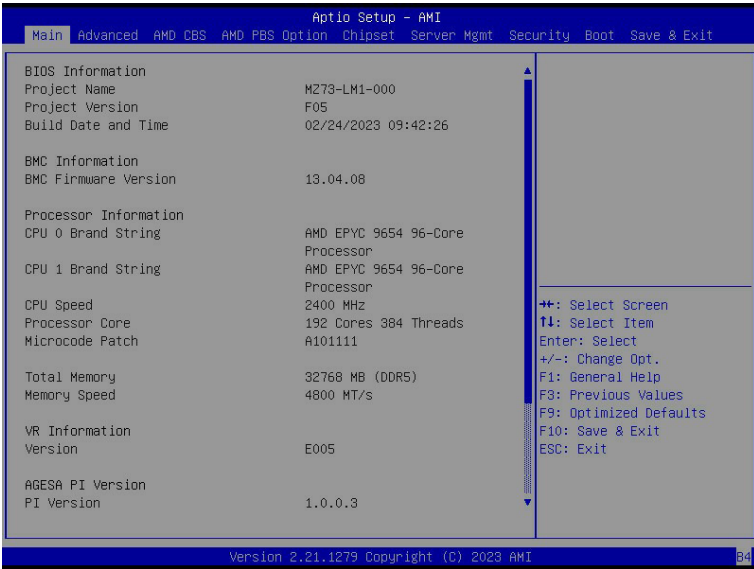 Aptio Setup – AMI
Main Advanced AMD CBS AMD PBS Option Chipset Server Mgmt Security Boot Save & Exit
BIOS Information
Project Name MZ73-LM1-000
Project Version F05
Build Date and Time 02/24/2023 09:42:26
BMC Information
BMC Firmware Version 13.04.08
Processor Information
CPU 0 Brand String AMD EPYC 9654 96-Core
Processor
CPU 1 Brand String AMD EPYC 9654 96-Core
Processor
CPU Speed 2400 MHz
Processor Core 192 Cores 384 Threads
Microcode Patch A101111
Total Memory 32768 MB (DDR5)
Memory Speed 4800 MT/s
VR Information
Version E005
AGESA PI Version
PI Version 1.0.0.3
→←: Select Screen
↑↓: Select Item
Enter: Select
+/-: Change Opt.
F1: General Help
F3: Previous Values
F9: Optimized Defaults
F10: Save & Exit
ESC: Exit
Version 2.21.1279 Copyright (C) 2023 AMI
B4